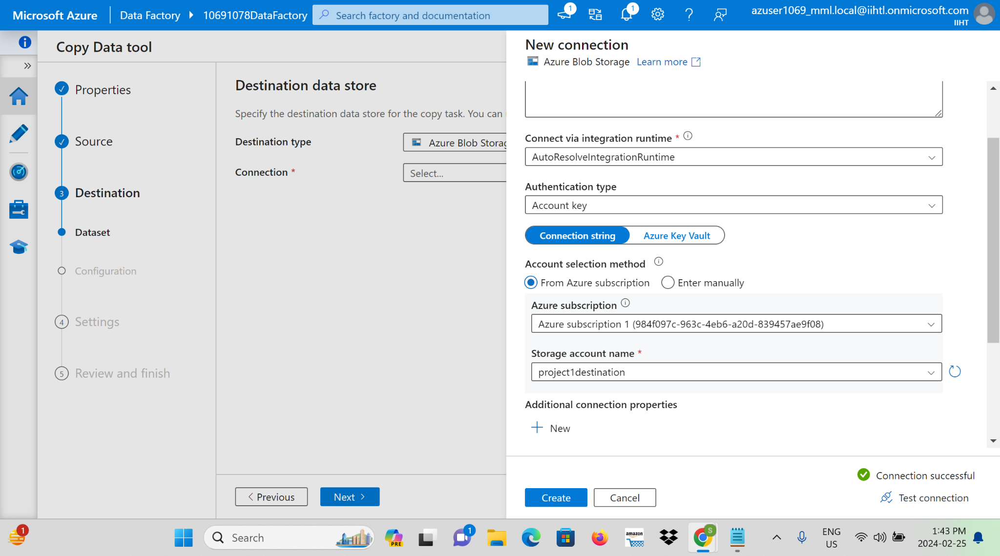 Microsoft Azure
Data Factory
10691078DataFactory
Search factory and documentation
1
1
azuser1069_mml.local@iihtl.onmicrosoft.com
IIHT
Copy Data tool
Properties
Source
3
Destination
Dataset
Configuration
4
Settings
5
Review and finish
Destination data store
Specify the destination data store for the copy task. You can
Destination type
Azure Blob Storag
Connection *
Select...
< Previous
Next >
New connection
Azure Blob Storage Learn more
Connect via integration runtime *
AutoResolveIntegrationRuntime
Authentication type
Account key
Connection string
Azure Key Vault
Account selection method
From Azure subscription
Enter manually
Azure subscription
Azure subscription 1 (984f097c-963c-4eb6-a20d-839457ae9f08)
Storage account name *
project1destination
Additional connection properties
+ New
Connection successful
Create
Cancel
Test connection
1
Search
PRE
1
amazon
S
ENG
US
1:43 PM
2024-02-25